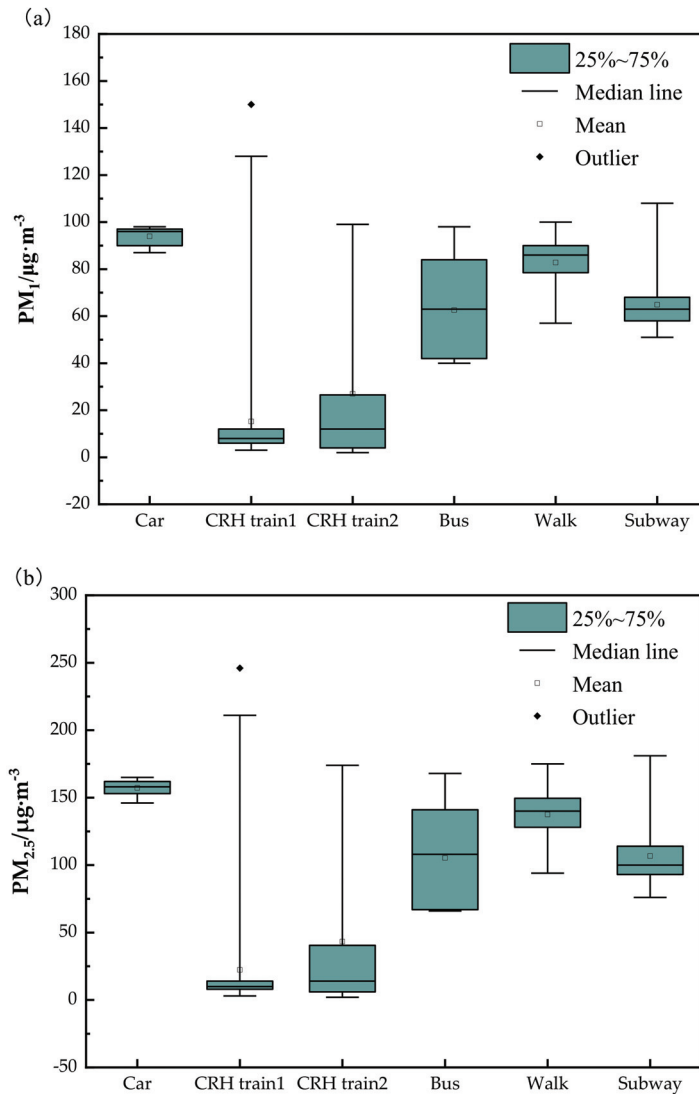 (a)
180
160
140
120
100
80
60
40
20
0
-20
PM₁/µg·m⁻³
25%~75%
Median line
Mean
Outlier
Car CRH train1 CRH train2 Bus Walk Subway
(b)
300
250
200
150
100
50
0
-50
PM₂.₅/µg·m⁻³
25%~75%
Median line
Mean
Outlier
Car CRH train1 CRH train2 Bus Walk Subway